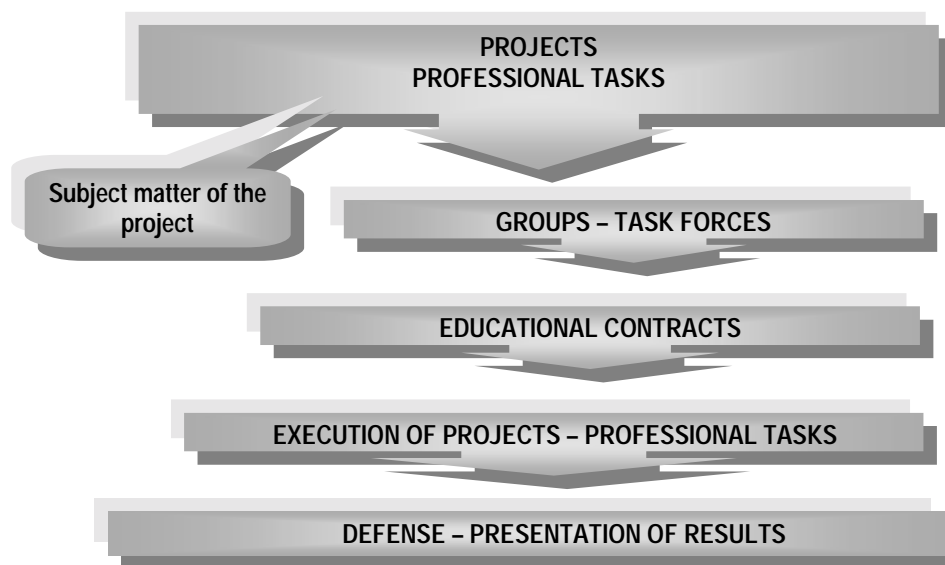 PROJECTS
PROFESSIONAL TASKS
Subject matter of the
project
GROUPS – TASK FORCES
EDUCATIONAL CONTRACTS
EXECUTION OF PROJECTS – PROFESSIONAL TASKS
DEFENSE – PRESENTATION OF RESULTS